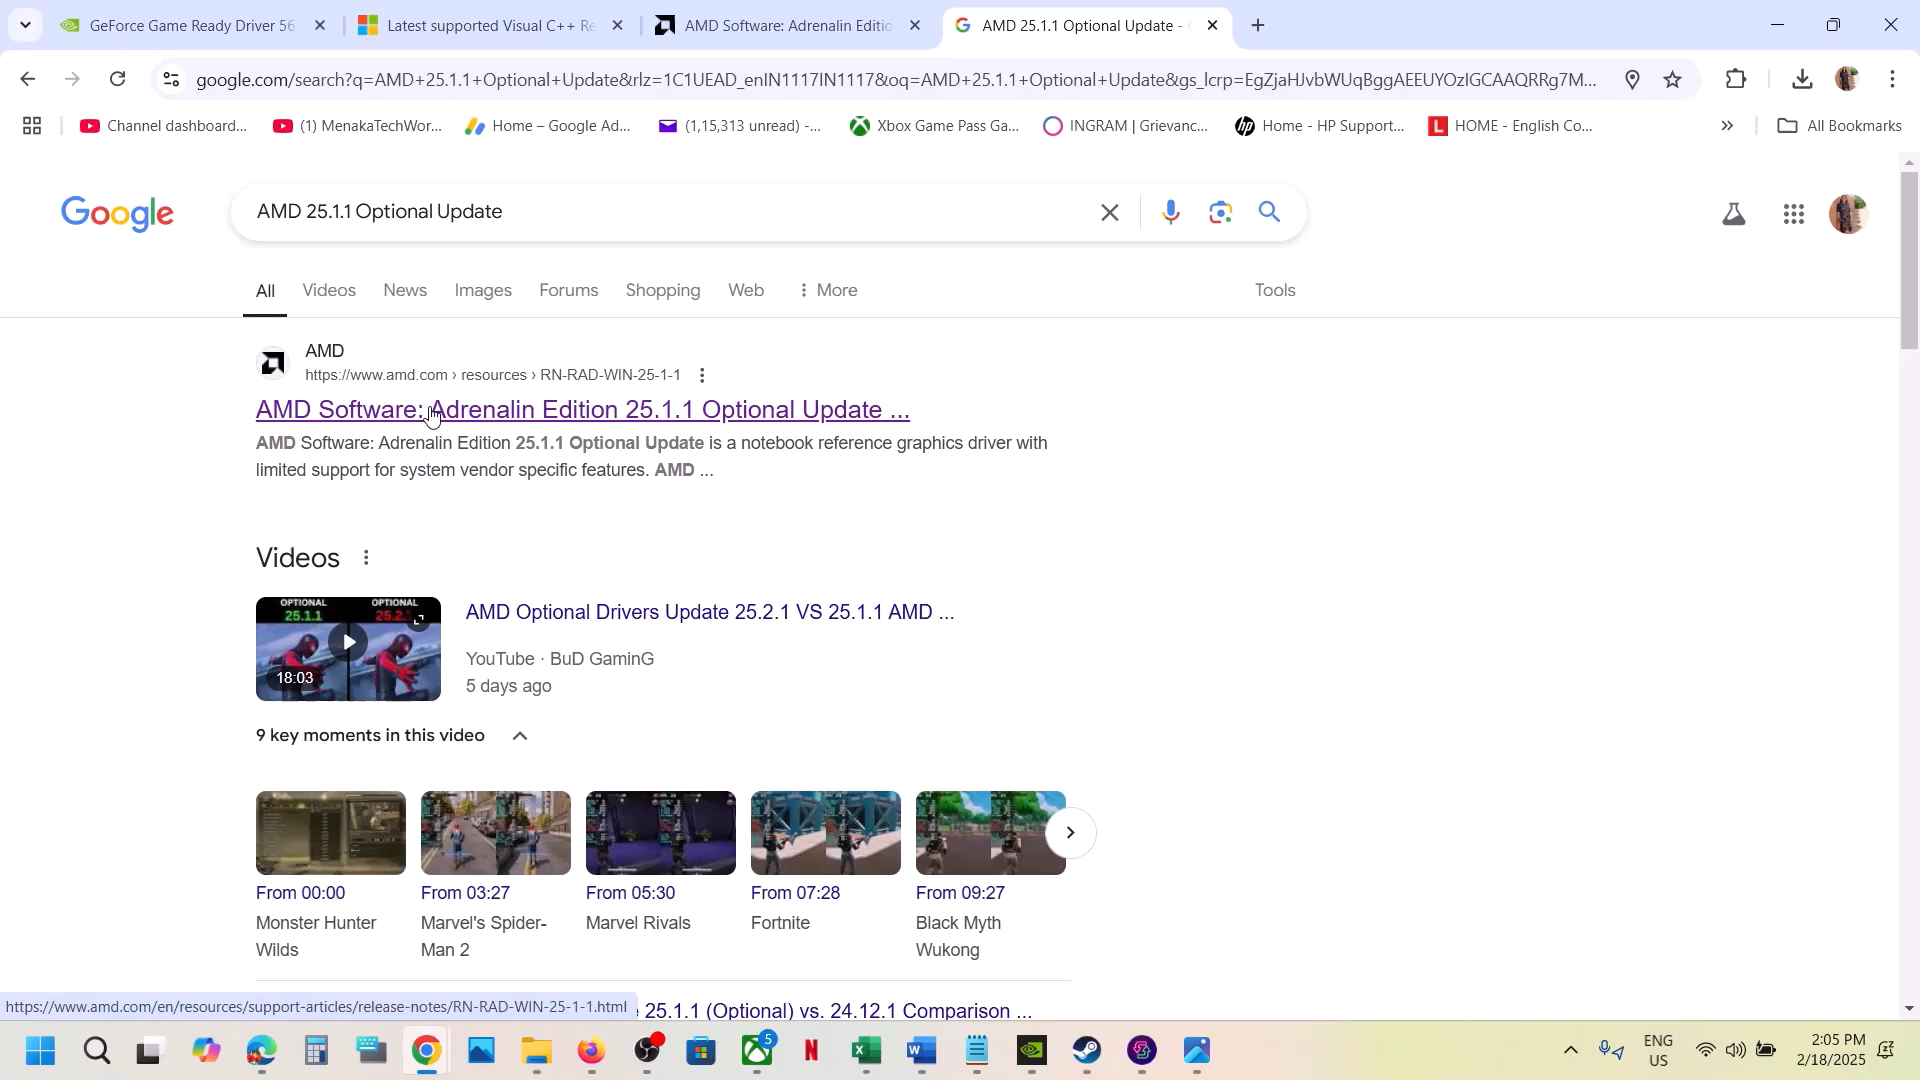 GeForce Game Ready Driver 56
Latest supported Visual C++ Re
AMD Software: Adrenalin Editio
AMD 25.1.1 Optional Update -
google.com/search?q=AMD+25.1.1+Optional+Update&rlz=1C1UEAD_enIN1117IN1117&oq=AMD+25.1.1+Optional+Update&gs_lcrp=EgZjaHJvbWUqBggAEEUYOzIGCAAQRRg7M...
Channel dashboard...
(1) MenakaTechWor...
Home – Google Ad...
(1,15,313 unread) -...
Xbox Game Pass Ga...
INGRAM | Grievanc...
Home - HP Support...
HOME - English Co...
All Bookmarks
Google
AMD 25.1.1 Optional Update
All
Videos
News
Images
Forums
Shopping
Web
More
Tools
AMD
https://www.amd.com › resources › RN-RAD-WIN-25-1-1
AMD Software: Adrenalin Edition 25.1.1 Optional Update ...
AMD Software: Adrenalin Edition 25.1.1 Optional Update is a notebook reference graphics driver with
limited support for system vendor specific features. AMD ...
Videos
OPTIONAL
25.1.1
OPTIONAL
25.2.1
18:03
AMD Optional Drivers Update 25.2.1 VS 25.1.1 AMD ...
YouTube · BuD GaminG
5 days ago
9 key moments in this video
From 00:00
Monster Hunter
Wilds
From 03:27
Marvel's Spider-
Man 2
From 05:30
Marvel Rivals
From 07:28
Fortnite
From 09:27
Black Myth
Wukong
https://www.amd.com/en/resources/support-articles/release-notes/RN-RAD-WIN-25-1-1.html
25.1.1 (Optional) vs. 24.12.1 Comparison ...
5
ENG
US
2:05 PM
2/18/2025